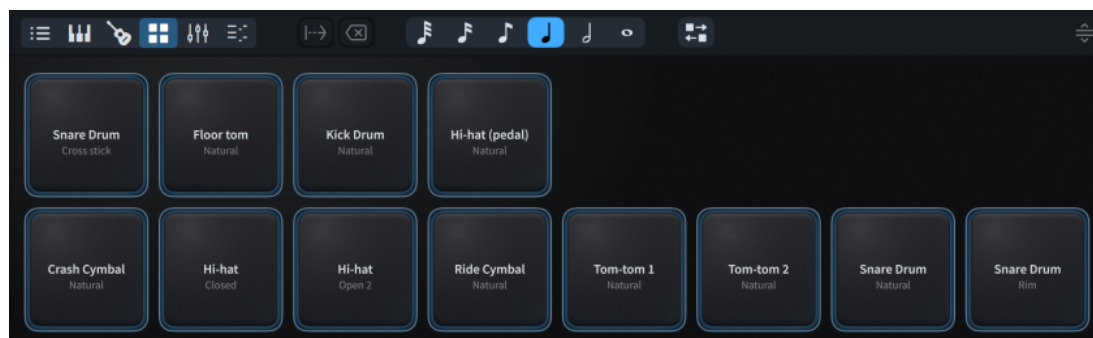 Snare Drum
Cross stick
Floor tom
Natural
Kick Drum
Natural
Hi-hat (pedal)
Natural
Crash Cymbal
Natural
Hi-hat
Closed
Hi-hat
Open 2
Ride Cymbal
Natural
Tom-tom 1
Natural
Tom-tom 2
Natural
Snare Drum
Natural
Snare Drum
Rim